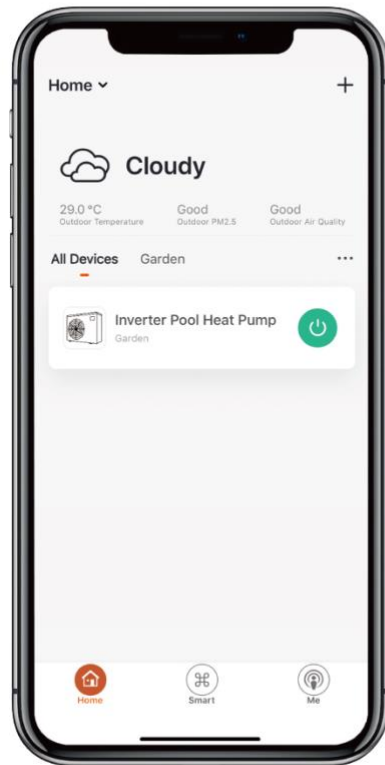 Home
Cloudy
29.0 °C Good Good
Outdoor Temperature Outdoor PM2.5 Outdoor Air Quality
All Devices Garden ...
Inverter Pool Heat Pump
Garden
Home Smart Me